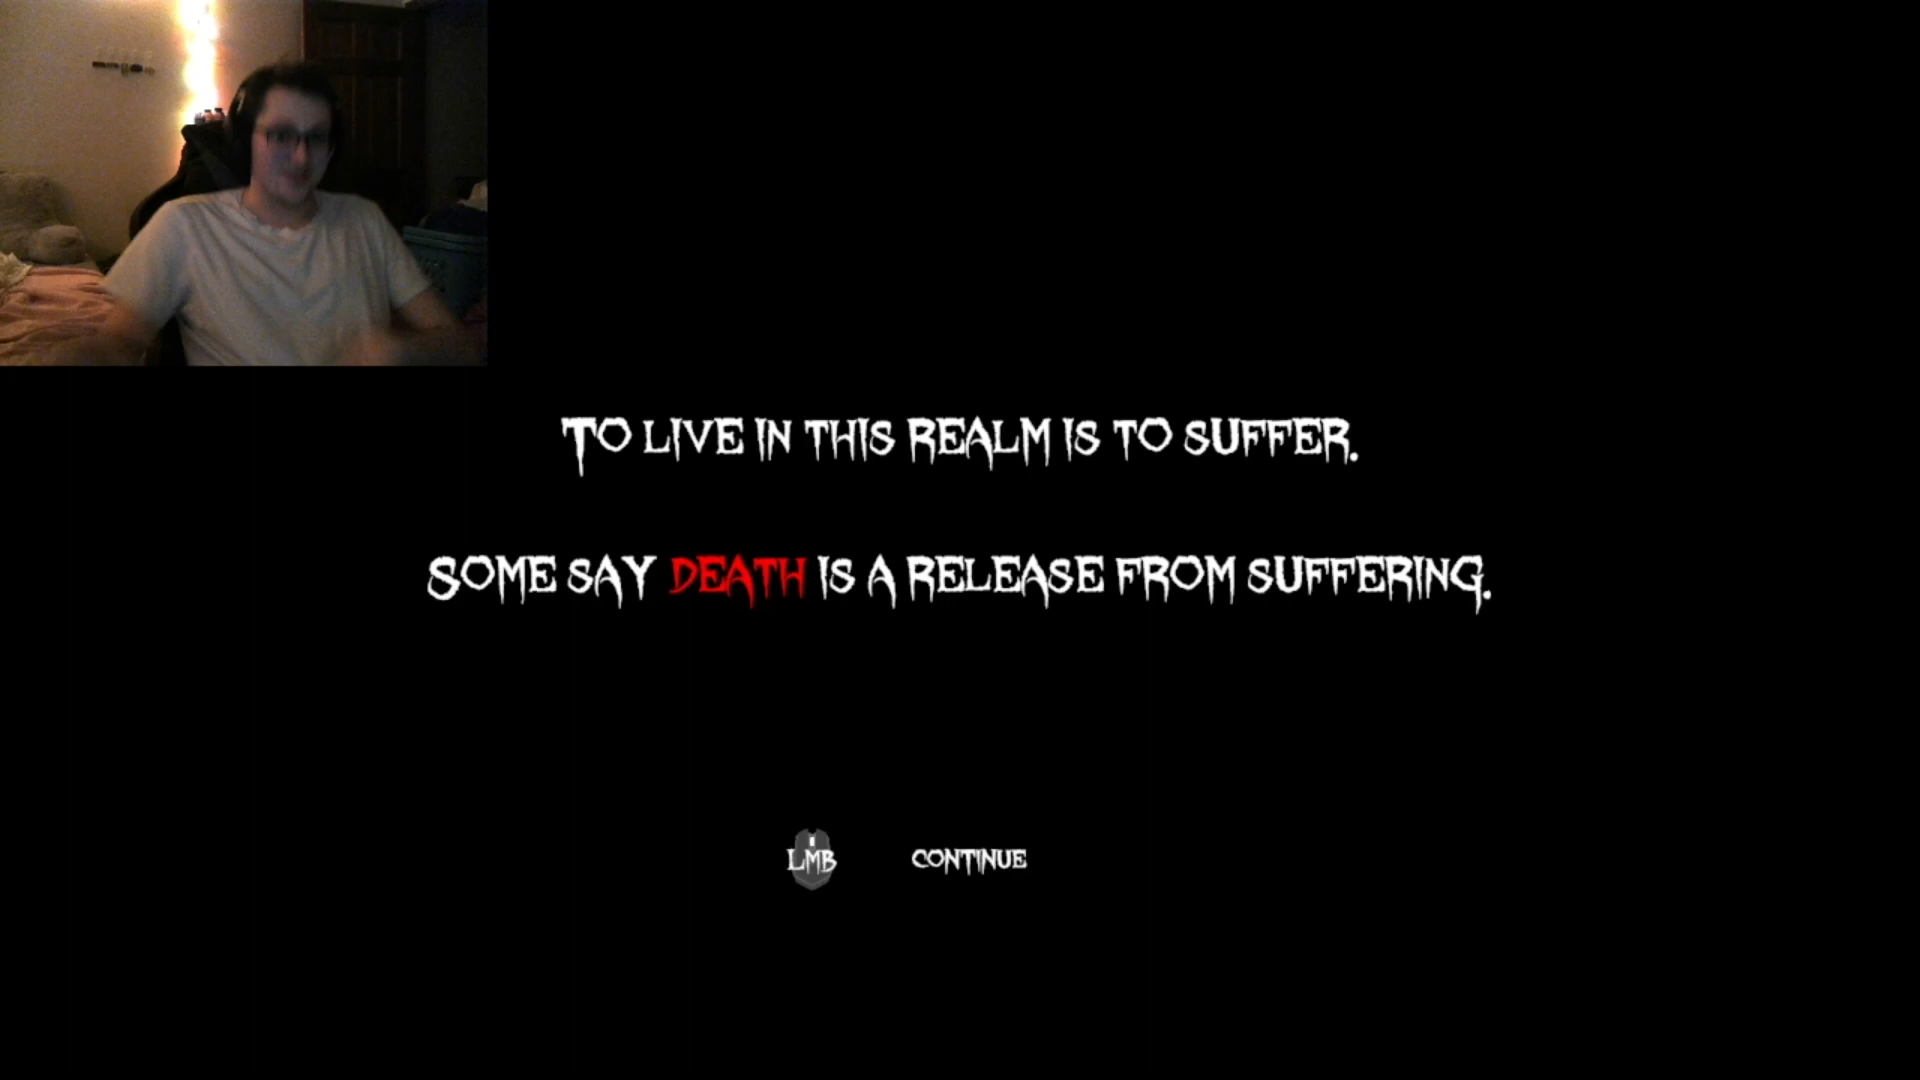 To live in this realm is to suffer.
Some say death is a release from suffering.
LMB continue